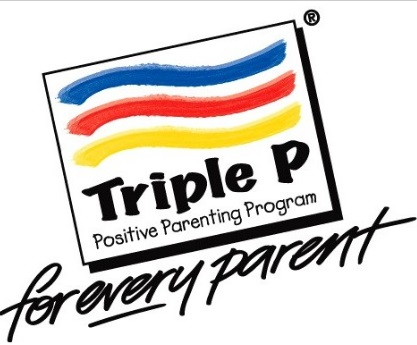 ®
Triple P
Positive Parenting Program
for every parent